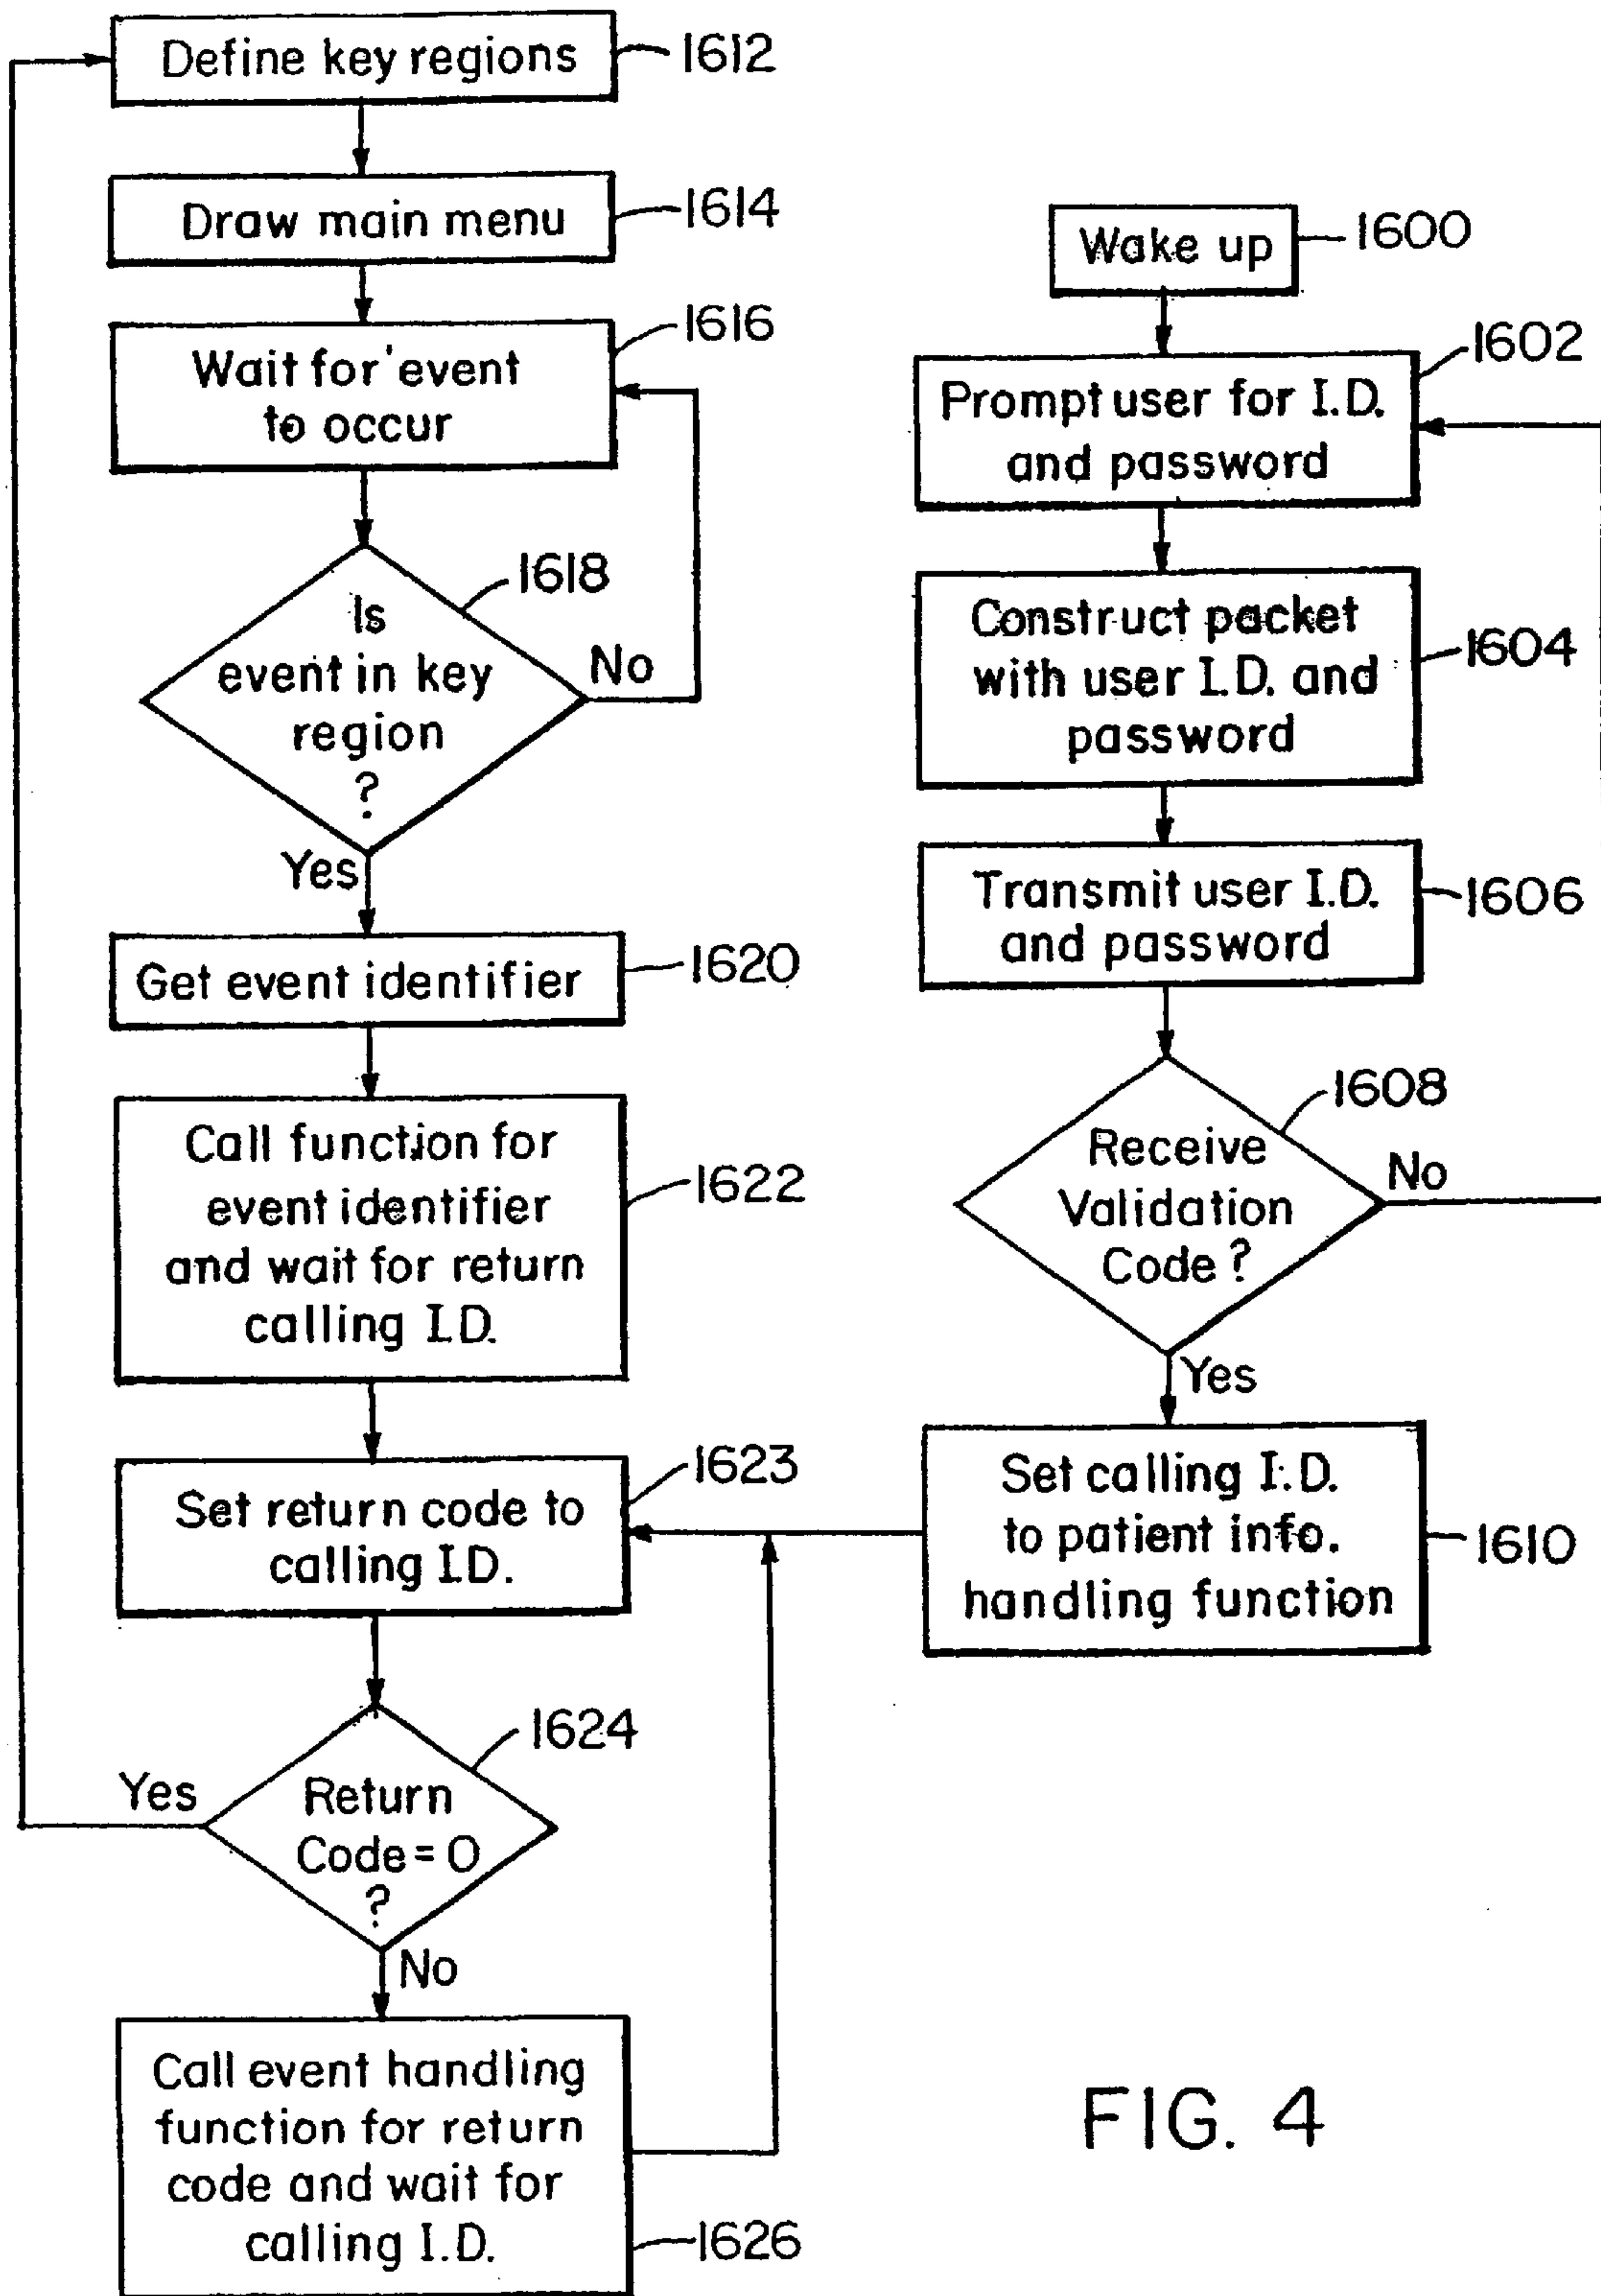 Define key regions
1612
Draw main menu
1614
Wait for event
to occur
1616
Is
event in key
region
?
1618
No
Yes
Get event identifier
1620
Call function for
event identifier
and wait for return
calling I.D.
1622
Set return code to
calling I.D.
1623
Return
Code = 0
?
1624
Yes
No
Call event handling
function for return
code and wait for
calling I.D.
1626
Wake up
1600
Prompt user for I.D.
and password
1602
Construct packet
with user I.D. and
password
1604
Transmit user I.D.
and password
1606
Receive
Validation
Code?
1608
No
Yes
Set calling I.D.
to patient info.
handling function
1610
FIG. 4